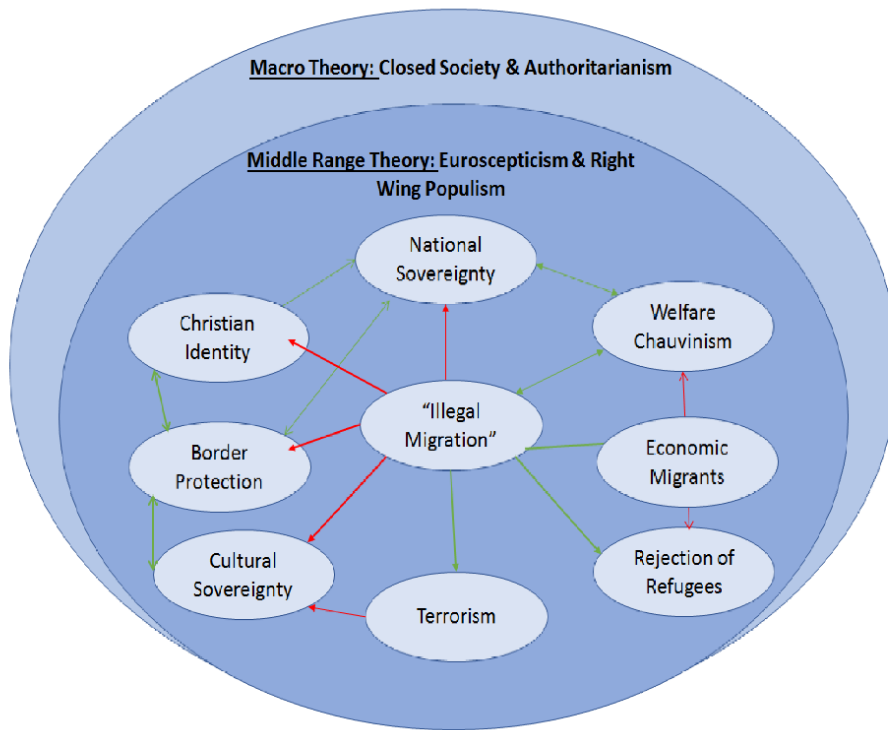 Macro Theory: Closed Society & Authoritarianism
Middle Range Theory: Euroscepticism & Right
Wing Populism
National
Sovereignty
Christian
Identity
Welfare
Chauvinism
“Illegal
Migration”
Border
Protection
Economic
Migrants
Cultural
Sovereignty
Rejection of
Refugees
Terrorism